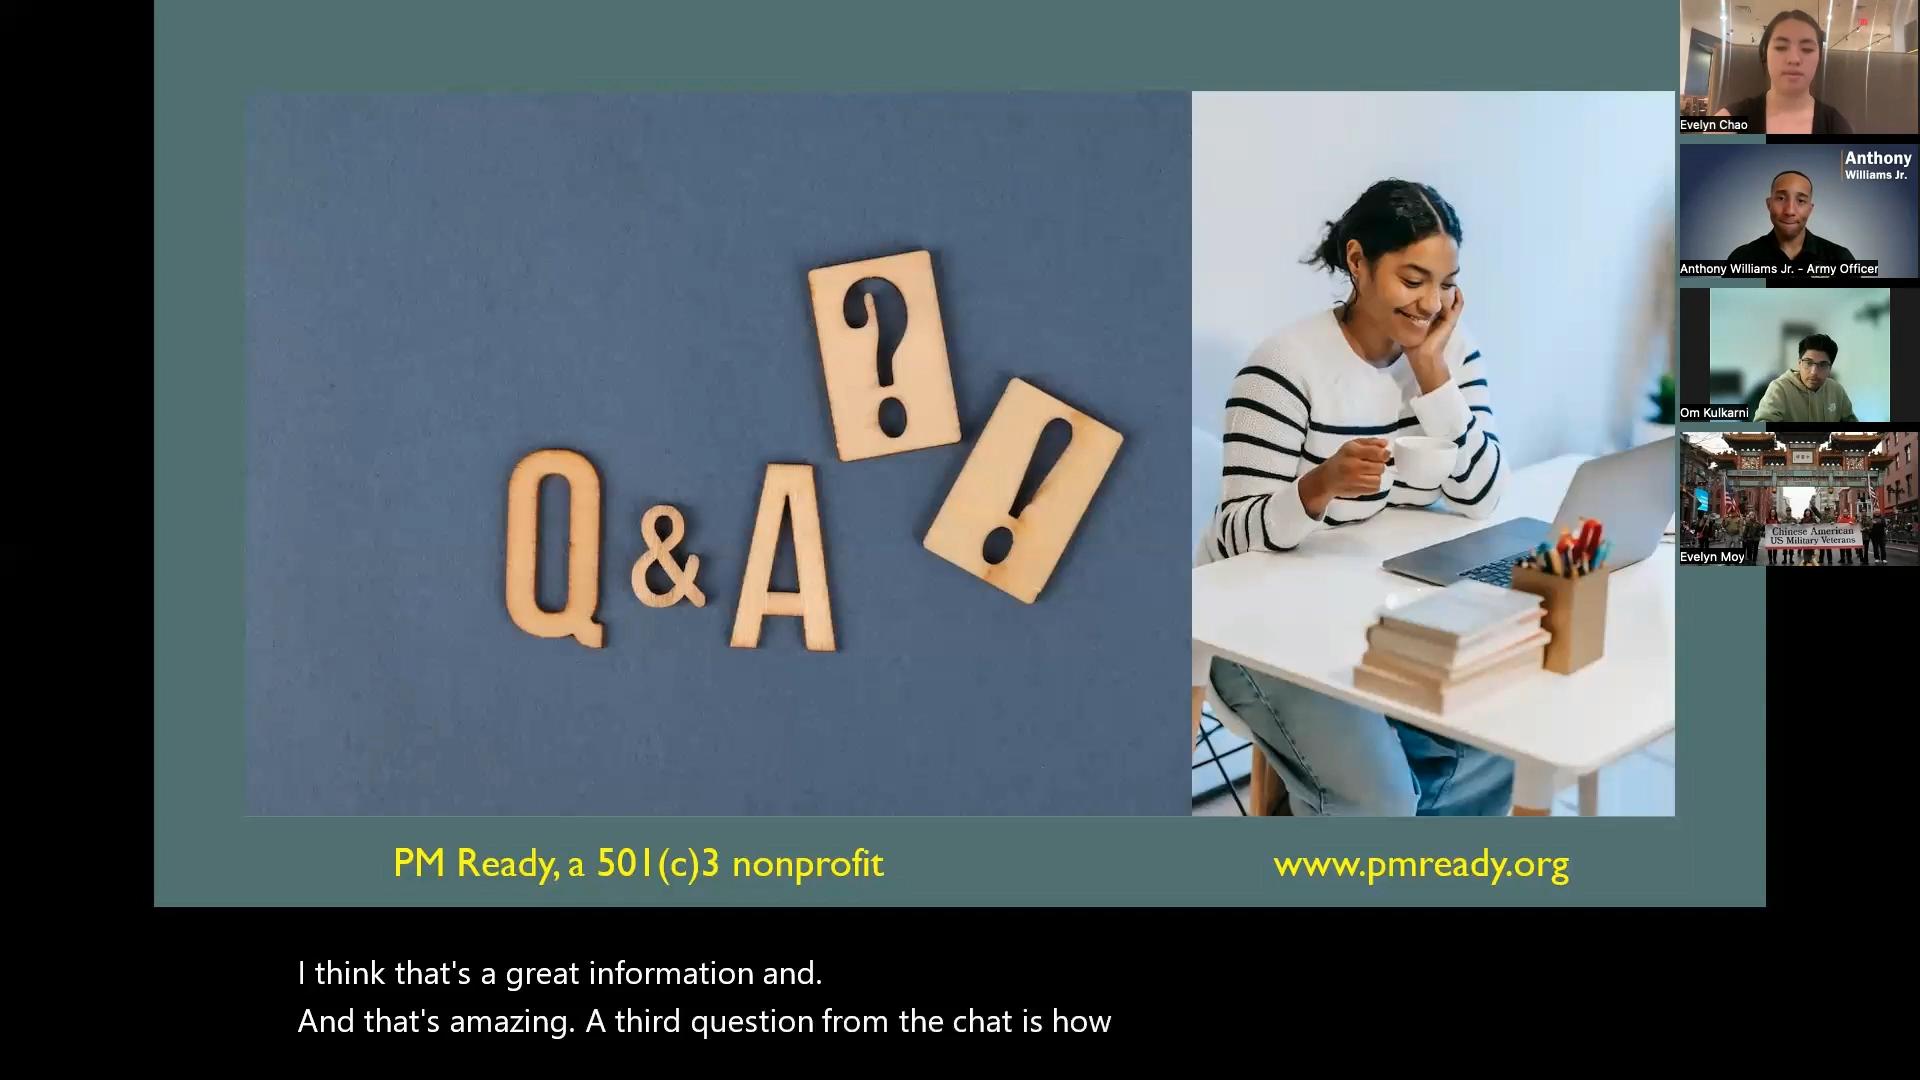 Q & A ? !
PM Ready, a 501(c)3 nonprofit
www.pmready.org
Evelyn Chao
Anthony
Williams Jr.
Anthony Williams Jr. - Army Officer
Om Kulkarni
Chinese American
US Military Veterans
Evelyn Moy
I think that's a great information and.
And that's amazing. A third question from the chat is how